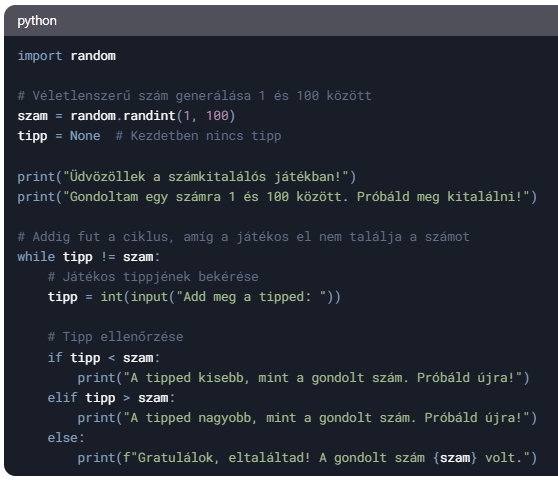 python
import random
# Véletlenszerű szám generálása 1 és 100 között
szam = random.randint(1, 100)
tipp = None  # Kezdetben nincs tipp
print("Üdvözöllek a számkitalálós játékban!")
print("Gondoltam egy számra 1 és 100 között. Próbáld meg kitalálni!")
# Addig fut a ciklus, amíg a játékos el nem találja a számot
while tipp != szam:
    # Játékos tippjének bekérése
    tipp = int(input("Add meg a tipped: "))
    # Tipp ellenőrzése
    if tipp < szam:
        print("A tipped kisebb, mint a gondolt szám. Próbáld újra!")
    elif tipp > szam:
        print("A tipped nagyobb, mint a gondolt szám. Próbáld újra!")
    else:
        print(f"Gratulálok, eltaláltad! A gondolt szám {szam} volt.")